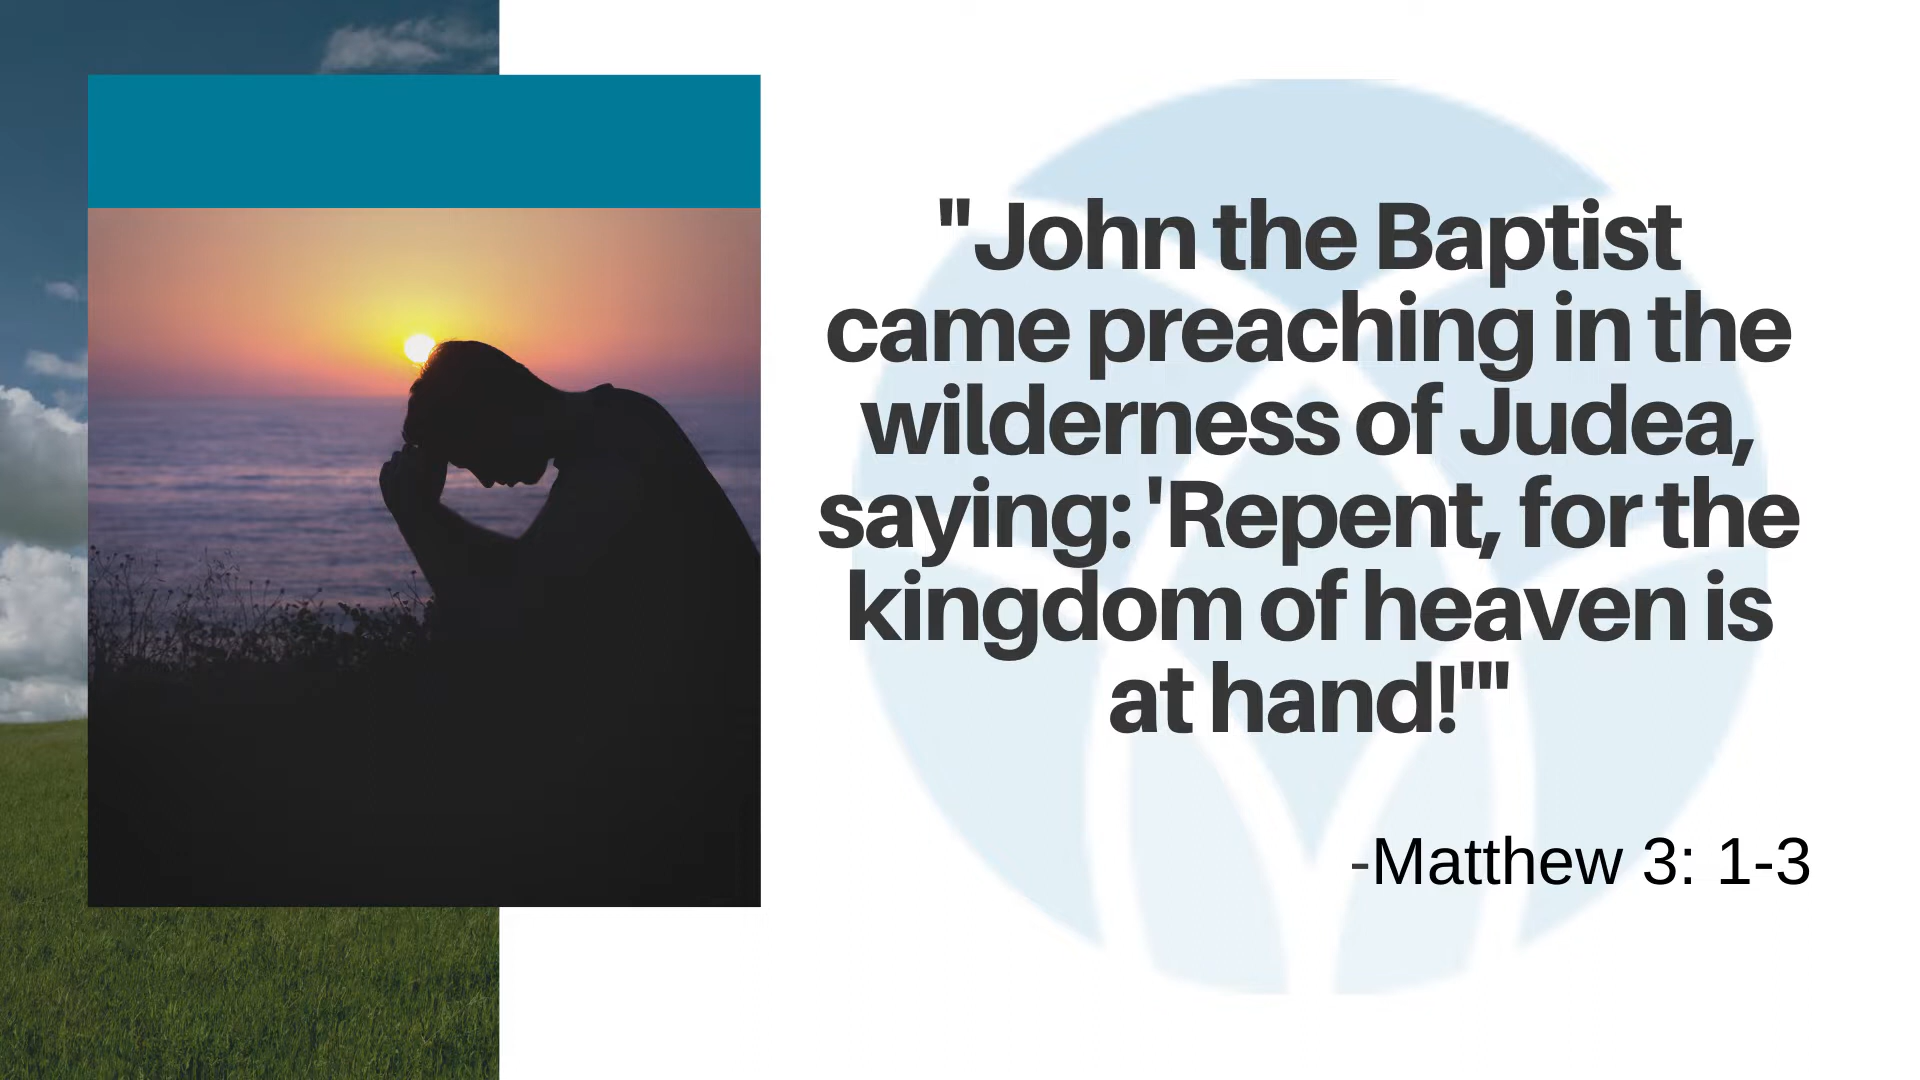 "John the Baptist
came preaching in the
wilderness of Judea,
saying: 'Repent, for the
kingdom of heaven is
at hand!'"
-Matthew 3: 1-3